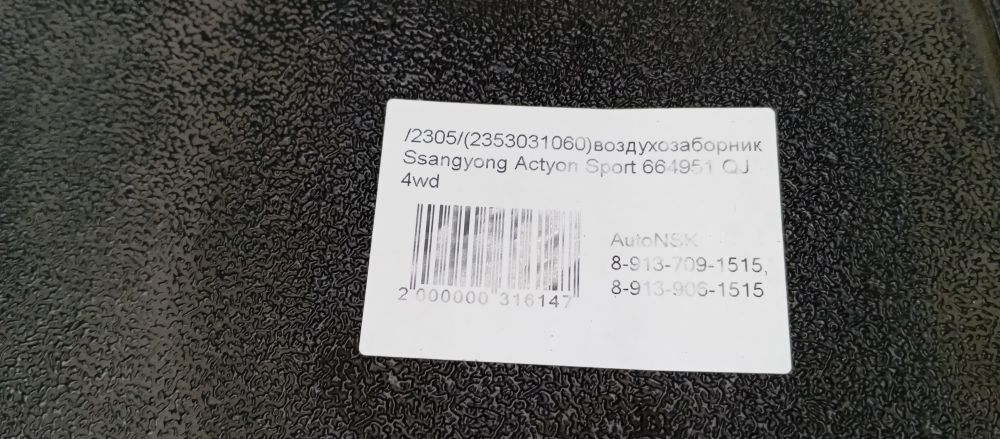 /2305/(2353031060)воздухозаборник
Ssangyong Actyon Sport 664951 QJ
4wd
AutoNSK
8-913-709-1515,
8-913-906-1515
2 000000 316147